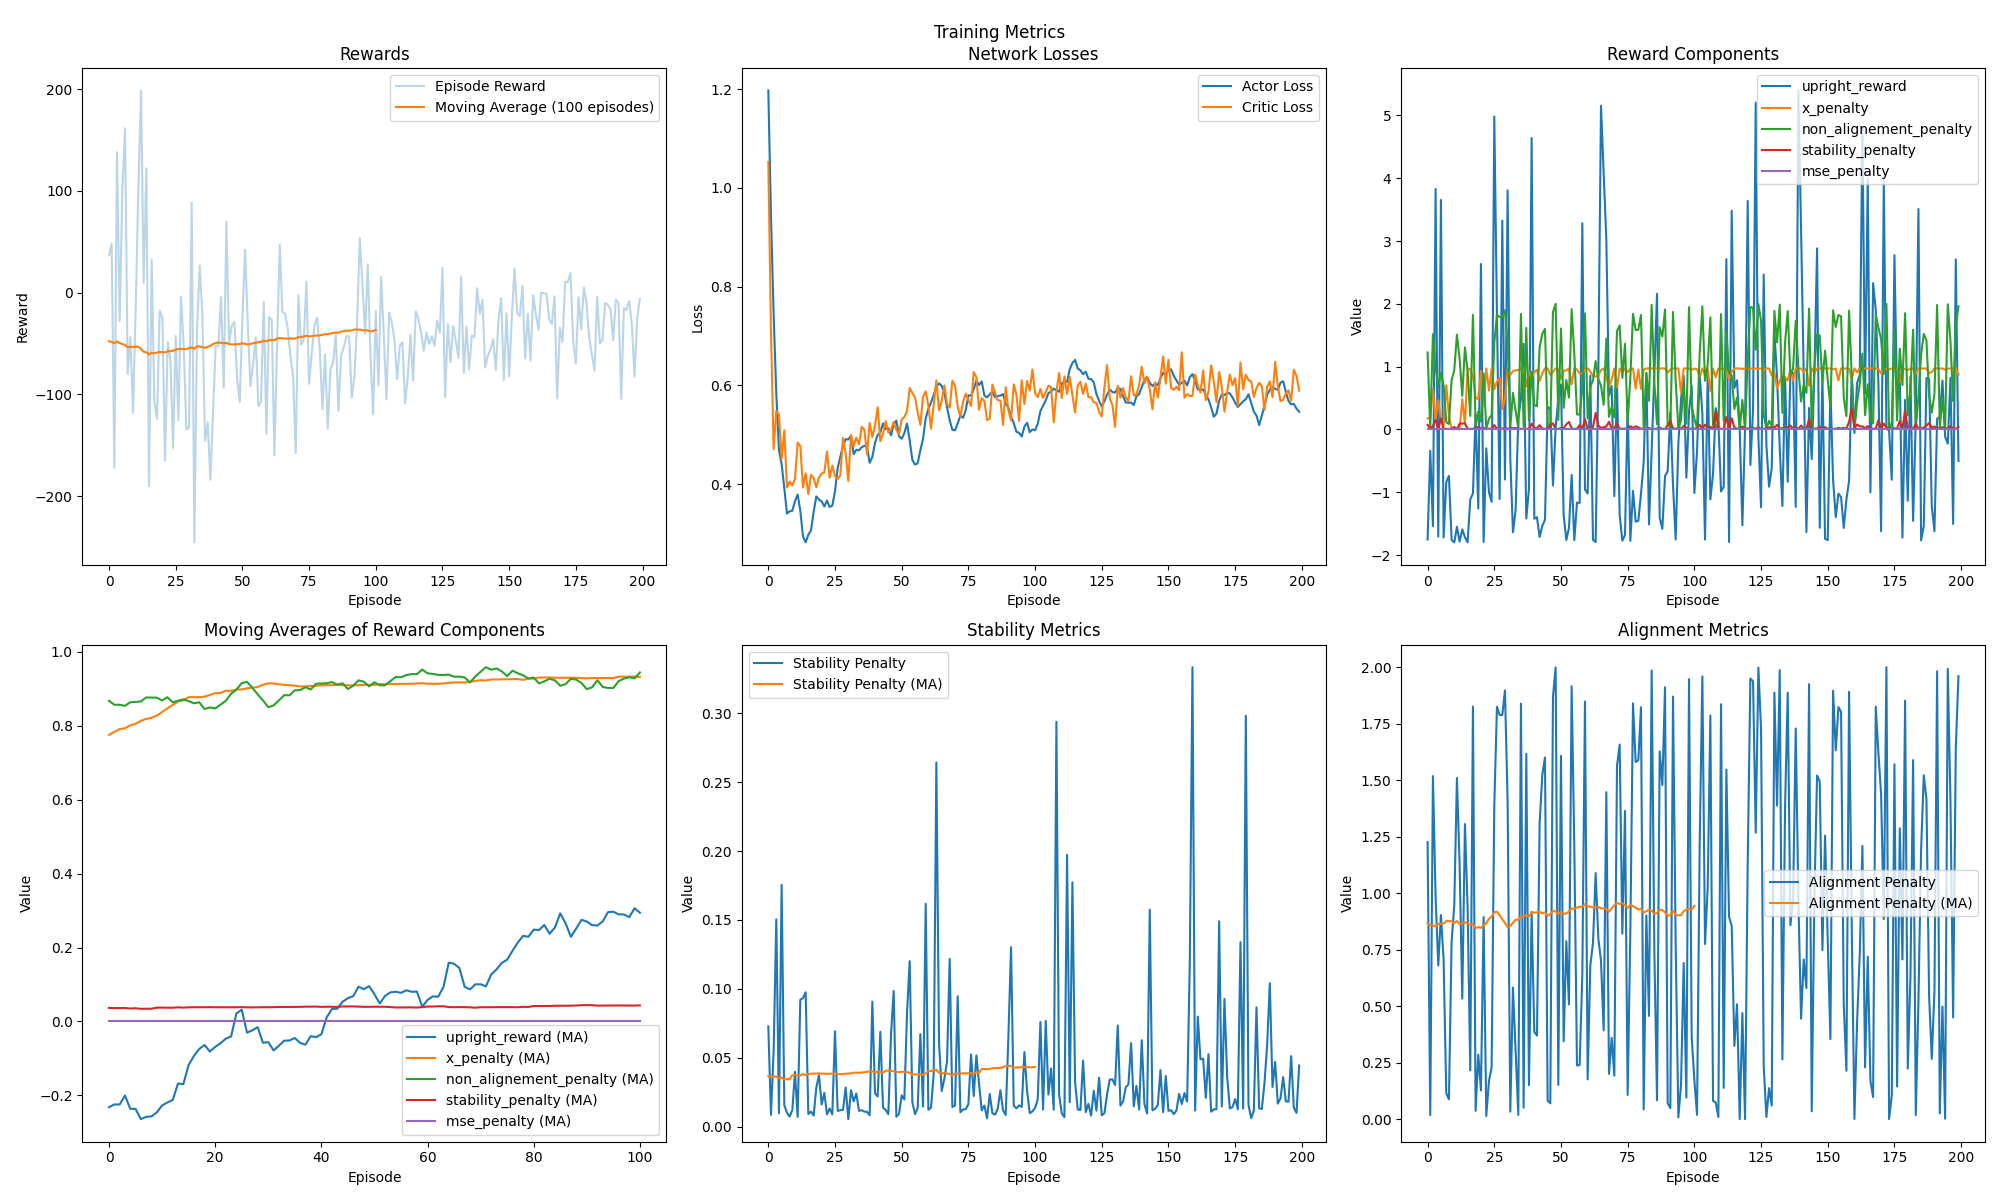 Training Metrics
Rewards
Episode Reward
Moving Average (100 episodes)
Reward
200
100
0
−100
−200
0 25 50 75 100 125 150 175 200
Episode
Network Losses
Actor Loss
Critic Loss
Loss
1.2
1.0
0.8
0.6
0.4
0 25 50 75 100 125 150 175 200
Episode
Reward Components
upright_reward
x_penalty
non_alignement_penalty
stability_penalty
mse_penalty
Value
5
4
3
2
1
0
−1
−2
0 25 50 75 100 125 150 175 200
Episode
Moving Averages of Reward Components
Value
1.0
0.8
0.6
0.4
0.2
0.0
−0.2
upright_reward (MA)
x_penalty (MA)
non_alignement_penalty (MA)
stability_penalty (MA)
mse_penalty (MA)
0 20 40 60 80 100
Episode
Stability Metrics
Stability Penalty
Stability Penalty (MA)
Value
0.30
0.25
0.20
0.15
0.10
0.05
0.00
0 25 50 75 100 125 150 175 200
Episode
Alignment Metrics
Value
2.00
1.75
1.50
1.25
1.00
0.75
0.50
0.25
0.00
Alignment Penalty
Alignment Penalty (MA)
0 25 50 75 100 125 150 175 200
Episode